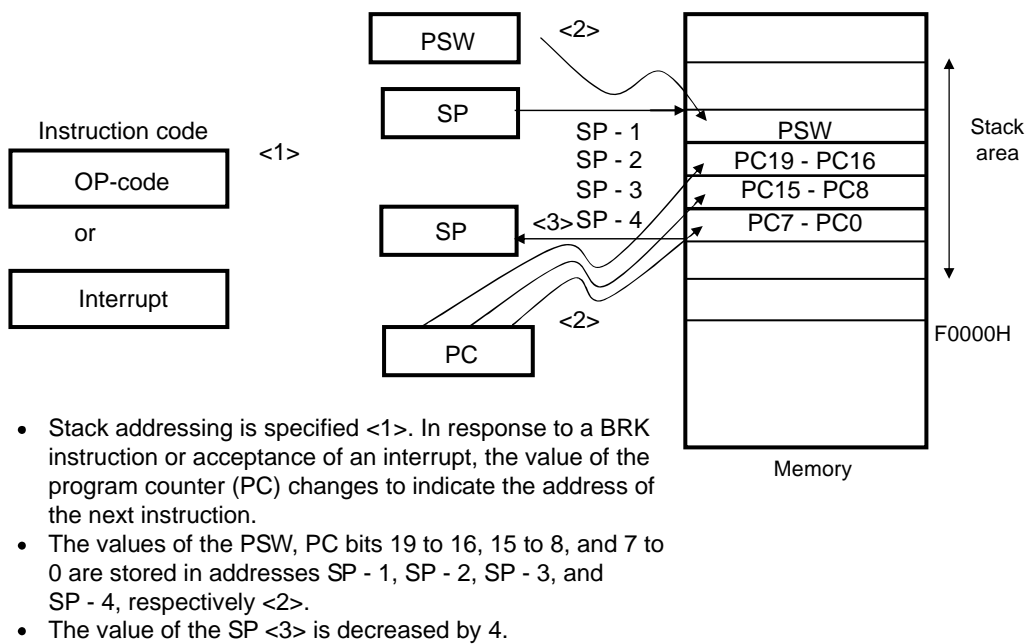 PSW
<2>
SP
Instruction code
<1>
OP-code
or
Interrupt
SP - 1
SP - 2
SP - 3
<3> SP - 4
SP
<2>
PC
PSW
PC19 - PC16
PC15 - PC8
PC7 - PC0
Stack
area
F0000H
Memory
• Stack addressing is specified <1>. In response to a BRK
instruction or acceptance of an interrupt, the value of the
program counter (PC) changes to indicate the address of
the next instruction.
• The values of the PSW, PC bits 19 to 16, 15 to 8, and 7 to
0 are stored in addresses SP - 1, SP - 2, SP - 3, and
SP - 4, respectively <2>.
• The value of the SP <3> is decreased by 4.